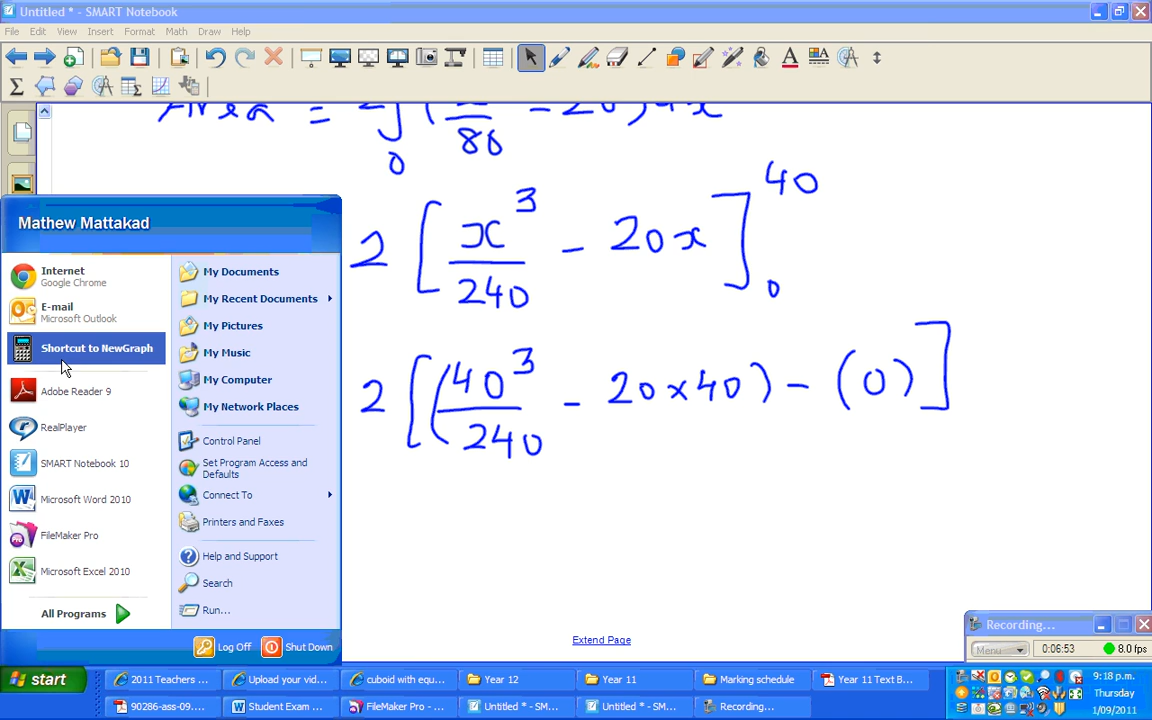 Untitled * - SMART Notebook
File Edit View Insert Format Math Draw Help
Area = 2∫ ( /80 - 20) dx
0
2 [ x³/240 - 20x ] 40 0
2 [ ( 40³/240 - 20×40 ) - (0) ]
Extend Page
Mathew Mattakad
Internet
Google Chrome
E-mail
Microsoft Outlook
Shortcut to NewGraph
Adobe Reader 9
RealPlayer
SMART Notebook 10
Microsoft Word 2010
FileMaker Pro
Microsoft Excel 2010
All Programs
My Documents
My Recent Documents
My Pictures
My Music
My Computer
My Network Places
Control Panel
Set Program Access and
Defaults
Connect To
Printers and Faxes
Help and Support
Search
Run...
Log Off Shut Down
Recording...
Menu 0:06:53 8.0 fps
start 2011 Teachers ... Upload your vid... cuboid with equ... Year 12 Year 11 Marking schedule Year 11 Text B... 9:18 p.m.
Thursday
90286-ass-09.... Student Exam ... FileMaker Pro - ... Untitled * - SM... Untitled * - SM... Recording... 1/09/2011